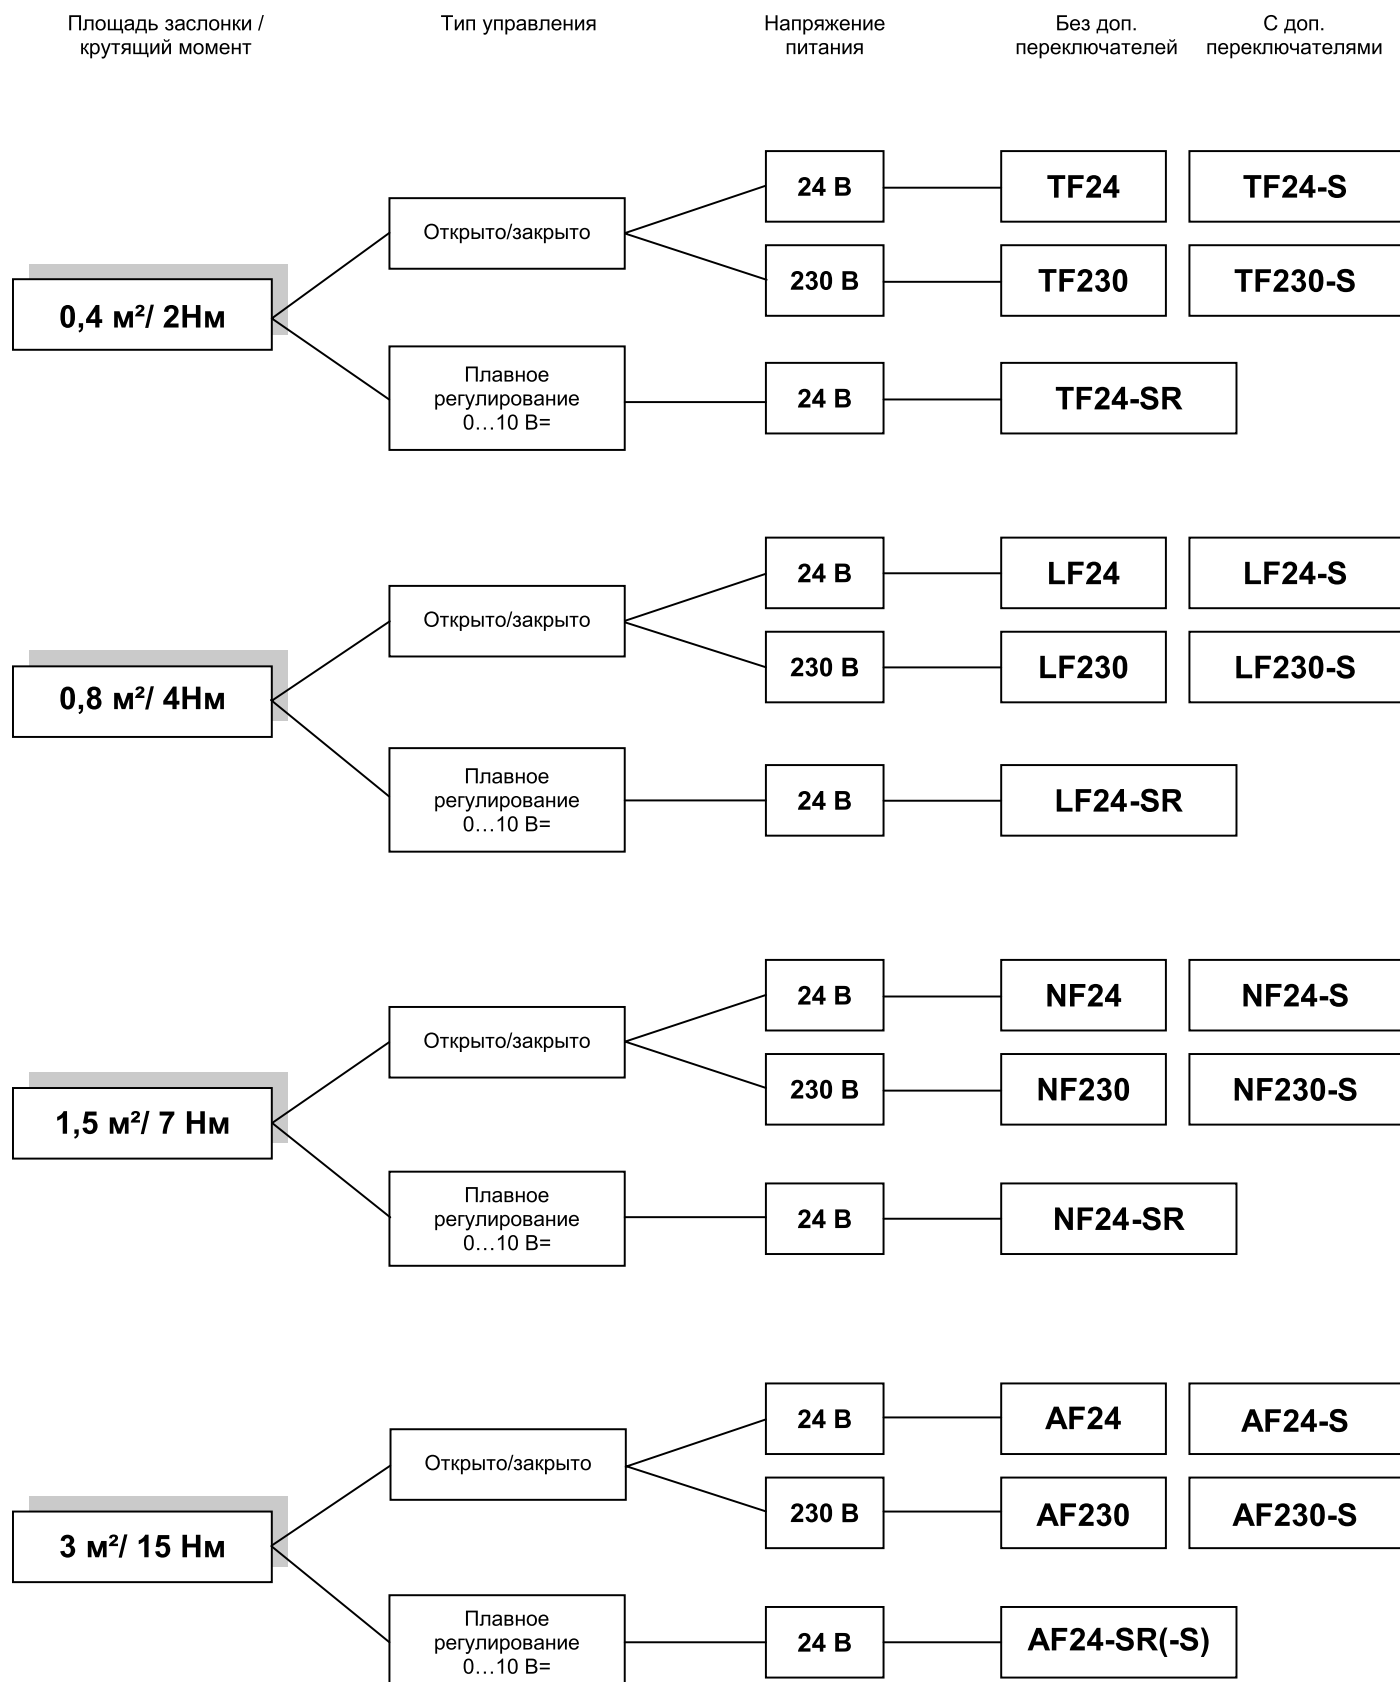 Площадь заслонки /
крутящий момент
Тип управления
Напряжение
питания
Без доп.
переключателей
С доп.
переключателями
0,4 м²/ 2Нм
Открыто/закрыто
24 В
TF24
TF24-S
230 В
TF230
TF230-S
Плавное
регулирование
0…10 В=
24 В
TF24-SR
0,8 м²/ 4Нм
Открыто/закрыто
24 В
LF24
LF24-S
230 В
LF230
LF230-S
Плавное
регулирование
0…10 В=
24 В
LF24-SR
1,5 м²/ 7 Нм
Открыто/закрыто
24 В
NF24
NF24-S
230 В
NF230
NF230-S
Плавное
регулирование
0…10 В=
24 В
NF24-SR
3 м²/ 15 Нм
Открыто/закрыто
24 В
AF24
AF24-S
230 В
AF230
AF230-S
Плавное
регулирование
0…10 В=
24 В
AF24-SR(-S)